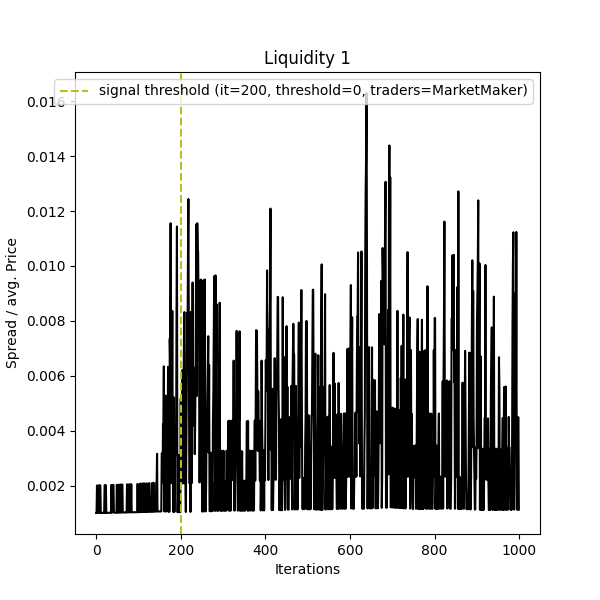 Liquidity 1
signal threshold (it=200, threshold=0, traders=MarketMaker)
0.016
0.014
0.012
0.010
0.008
0.006
0.004
0.002
Spread / avg. Price
0 200 400 600 800 1000
Iterations